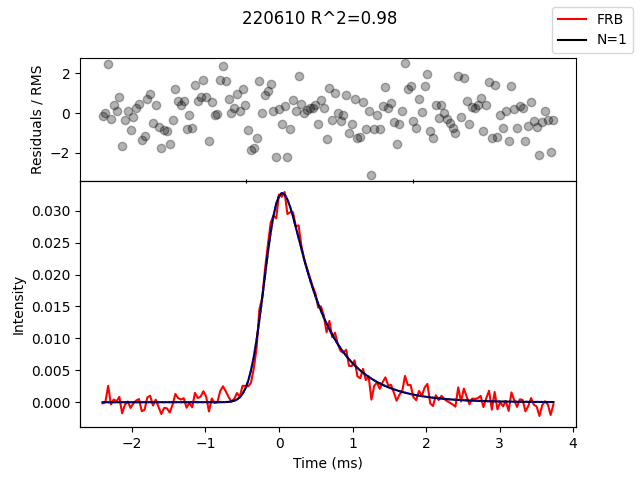 220610 R^2=0.98
FRB
N=1
Residuals / RMS
2
0
−2
Intensity
0.030
0.025
0.020
0.015
0.010
0.005
0.000
−2
−1
0
1
2
3
4
Time (ms)